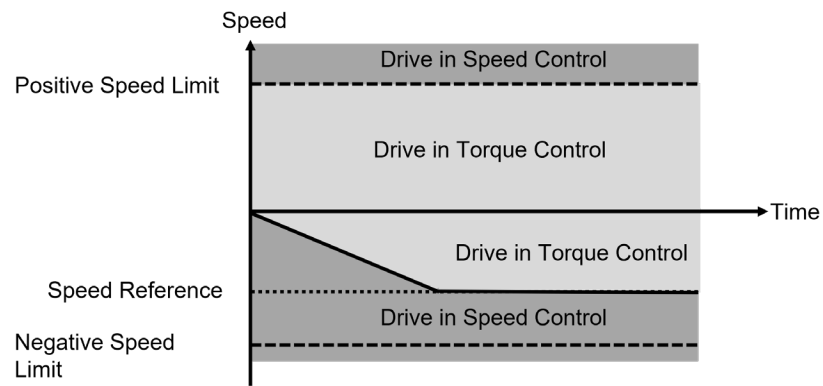 Speed
Drive in Speed Control
Positive Speed Limit
Drive in Torque Control
Time
Drive in Torque Control
Speed Reference
Drive in Speed Control
Negative Speed
Limit